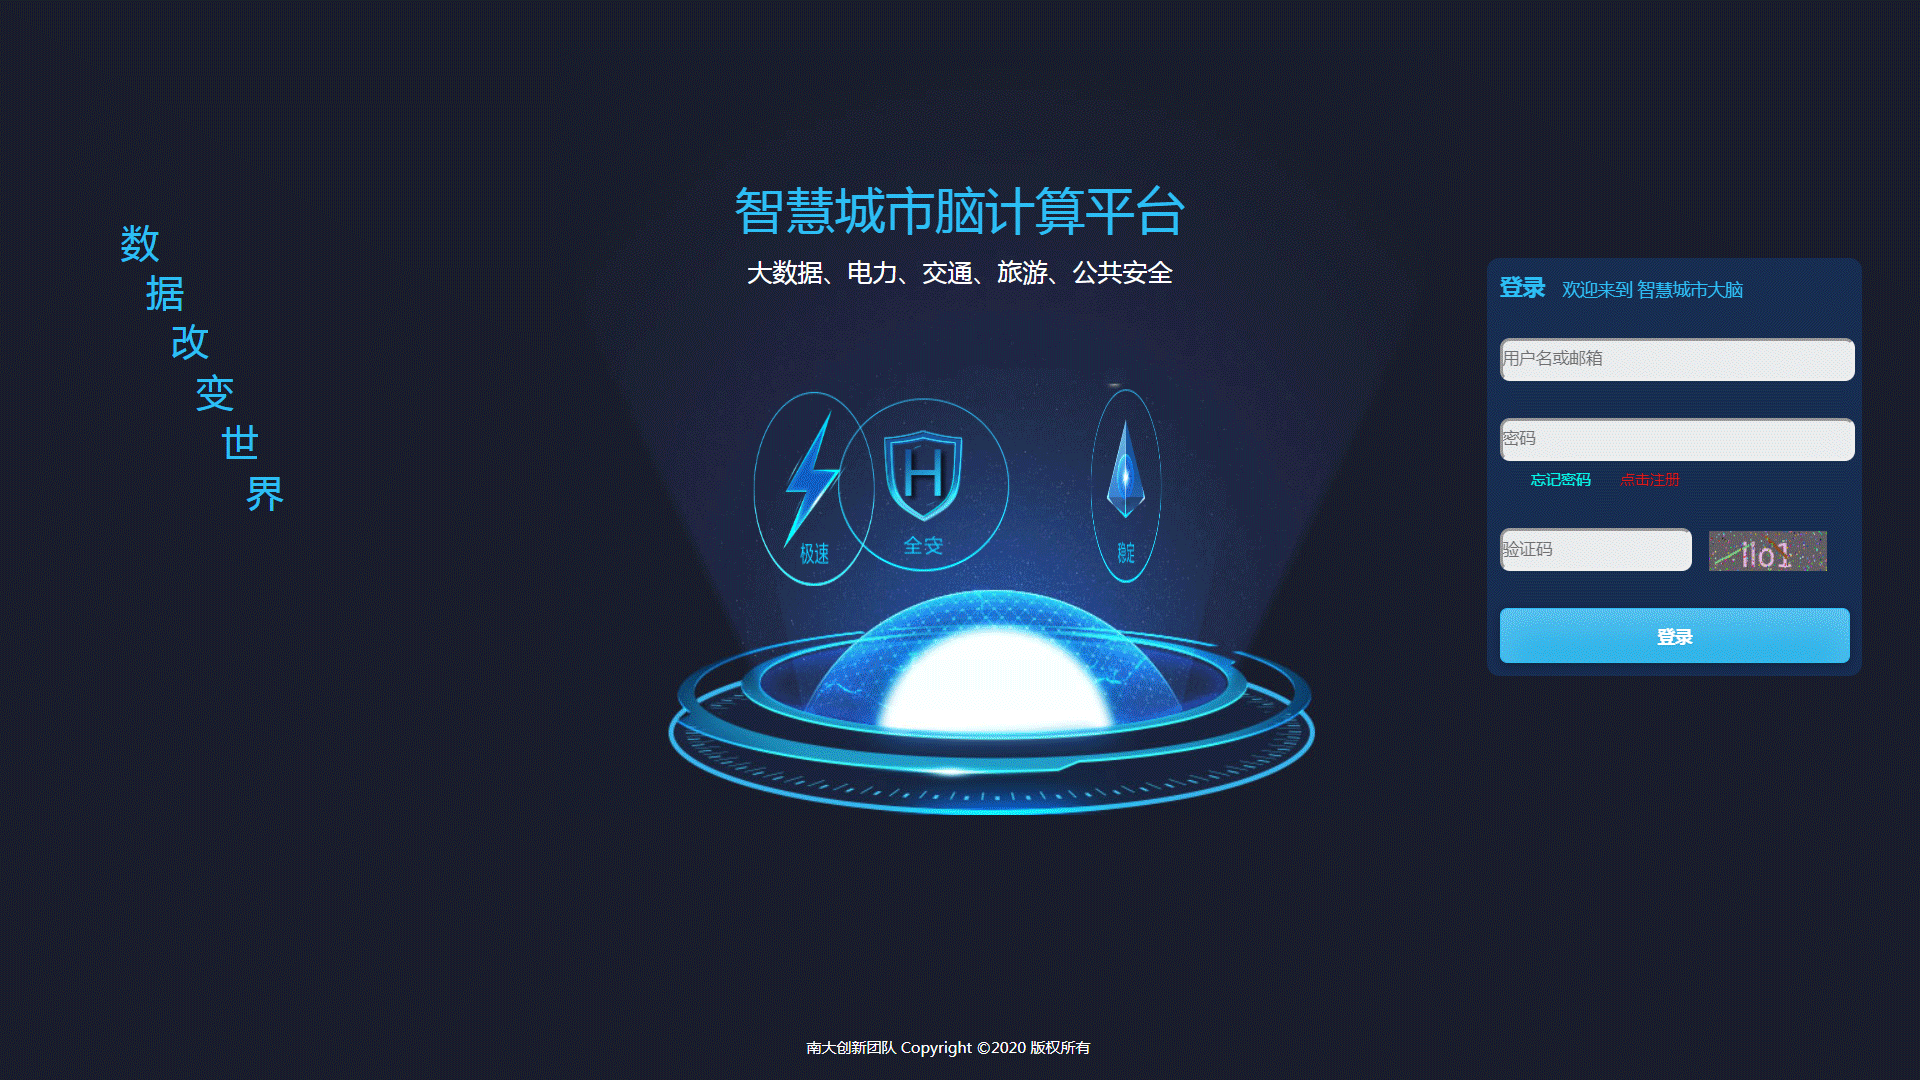 智慧城市脑计算平台
大数据、电力、交通、旅游、公共安全
数
据
改
变
世
界
极速
H
全安
稳定
登录 欢迎来到 智慧城市大脑
用户名或邮箱
密码
忘记密码 点击注册
验证码
登录
南大创新团队 Copyright ©2020 版权所有